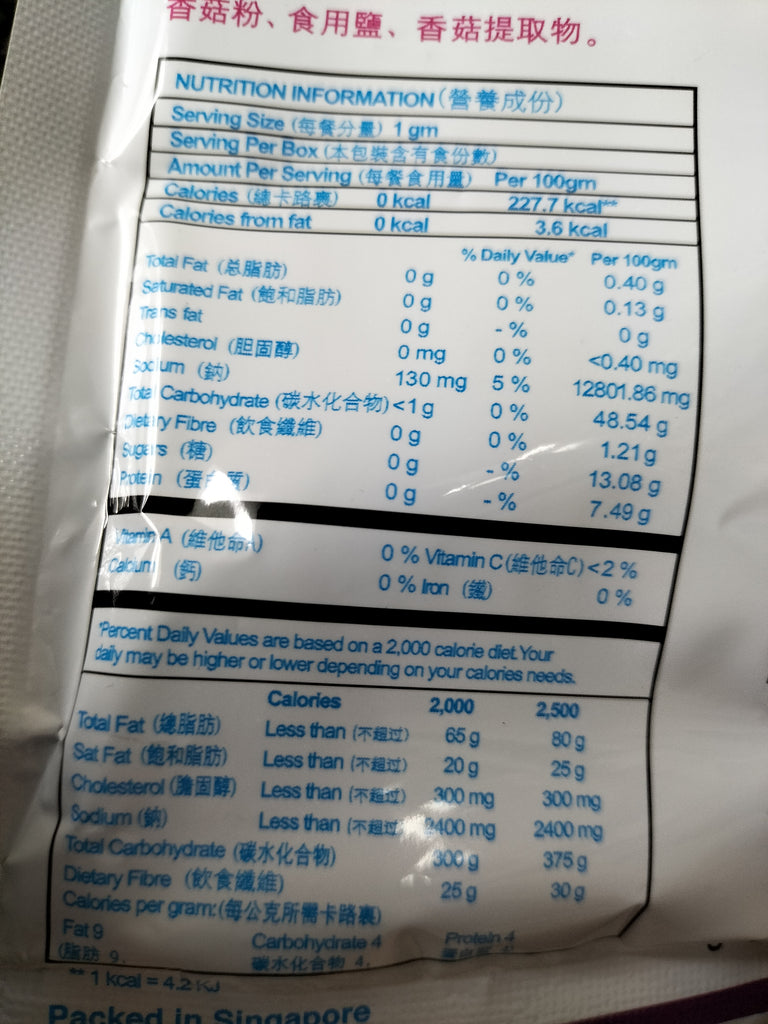 香菇粉、食用鹽、香菇提取物。
NUTRITION INFORMATION (營養成份)
Serving Size (每餐分量) 1 gm
Serving Per Box (本包裝含有食份數)
Amount Per Serving (每餐食用量) Per 100gm
Calories (總卡路裏) 0 kcal 227.7 kcal**
Calories from fat 0 kcal 3.6 kcal
% Daily Value* Per 100gm
Total Fat (总脂肪) 0 g 0 % 0.40 g
Saturated Fat (飽和脂肪) 0 g 0 % 0.13 g
Trans fat 0 g - % 0 g
Cholesterol (胆固醇) 0 mg 0 % <0.40 mg
Sodium (鈉) 130 mg 5 % 12801.86 mg
Total Carbohydrate (碳水化合物) <1 g 0 % 48.54 g
Dietary Fibre (飲食纖維) 0 g 0 % 1.21 g
Sugars (糖) 0 g - % 13.08 g
Protein (蛋白质) 0 g - % 7.49 g
Vitamin A (維他命A) 0 % Vitamin C (維他命C) <2 %
Calcium (鈣) 0 % Iron (鐵) 0 %
*Percent Daily Values are based on a 2,000 calorie diet. Your
daily may be higher or lower depending on your calories needs.
Calories 2,000 2,500
Total Fat (總脂肪) Less than (不超过) 65 g 80 g
Sat Fat (飽和脂肪) Less than (不超过) 20 g 25 g
Cholesterol (膽固醇) Less than (不超过) 300 mg 300 mg
Sodium (鈉) Less than (不超过) 2400 mg 2400 mg
Total Carbohydrate (碳水化合物) 300 g 375 g
Dietary Fibre (飲食纖維) 25 g 30 g
Calories per gram: (每公克所需卡路裏)
Fat 9 Carbohydrate 4 Protein 4
(脂肪 9, 碳水化合物 4,
** 1 kcal = 4.2 KJ
Packed in Singapore